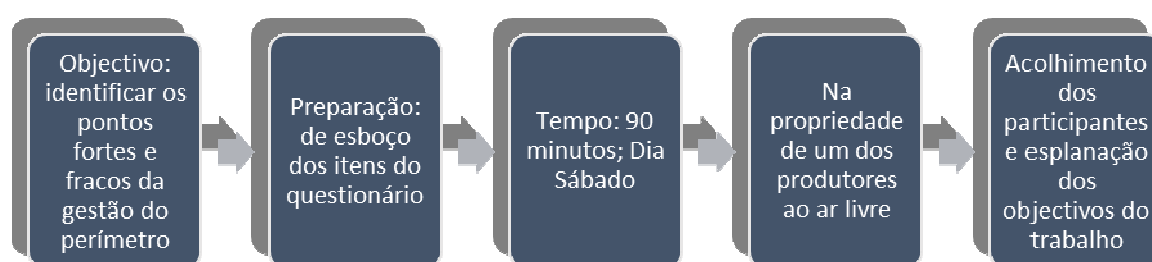 Objectivo:
identificar os
pontos
fortes e
fracos da
gestão do
perímetro
Preparação:
de esboço
dos itens do
questionário
Tempo: 90
minutos; Dia
Sábado
Na
propriedade
de um dos
produtores
ao ar livre
Acolhimento
dos
participantes
e esplanação
dos
objectivos do
trabalho